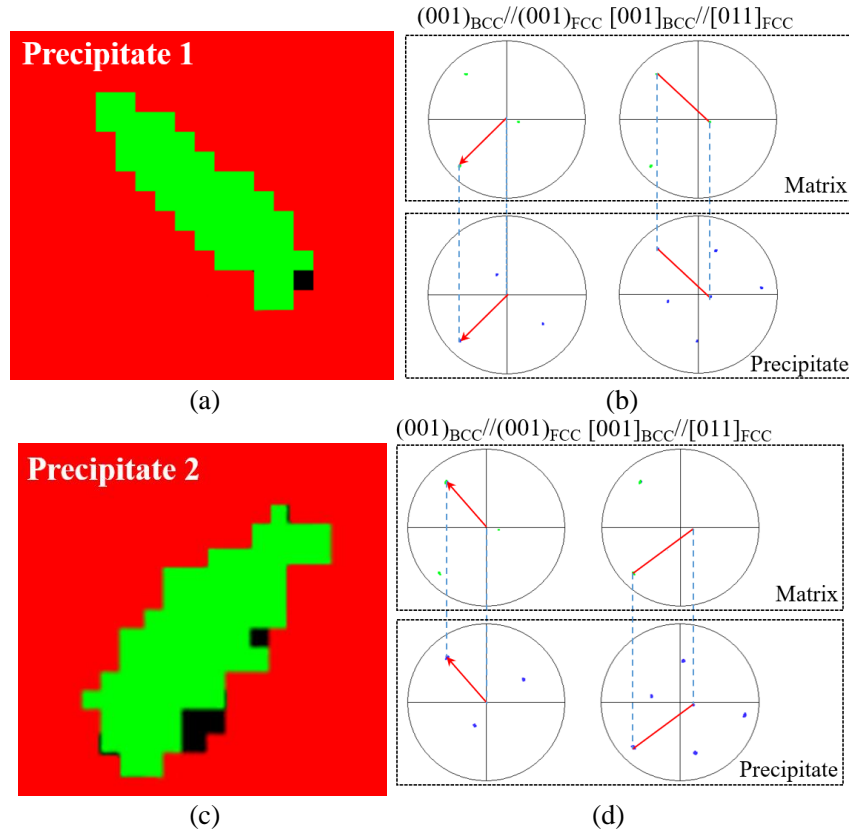 (001)BCC//(001)FCC [001]BCC//[011]FCC
Precipitate 1
Matrix
Precipitate
(a)
(b)
(001)BCC//(001)FCC [001]BCC//[011]FCC
Precipitate 2
Matrix
Precipitate
(c)
(d)